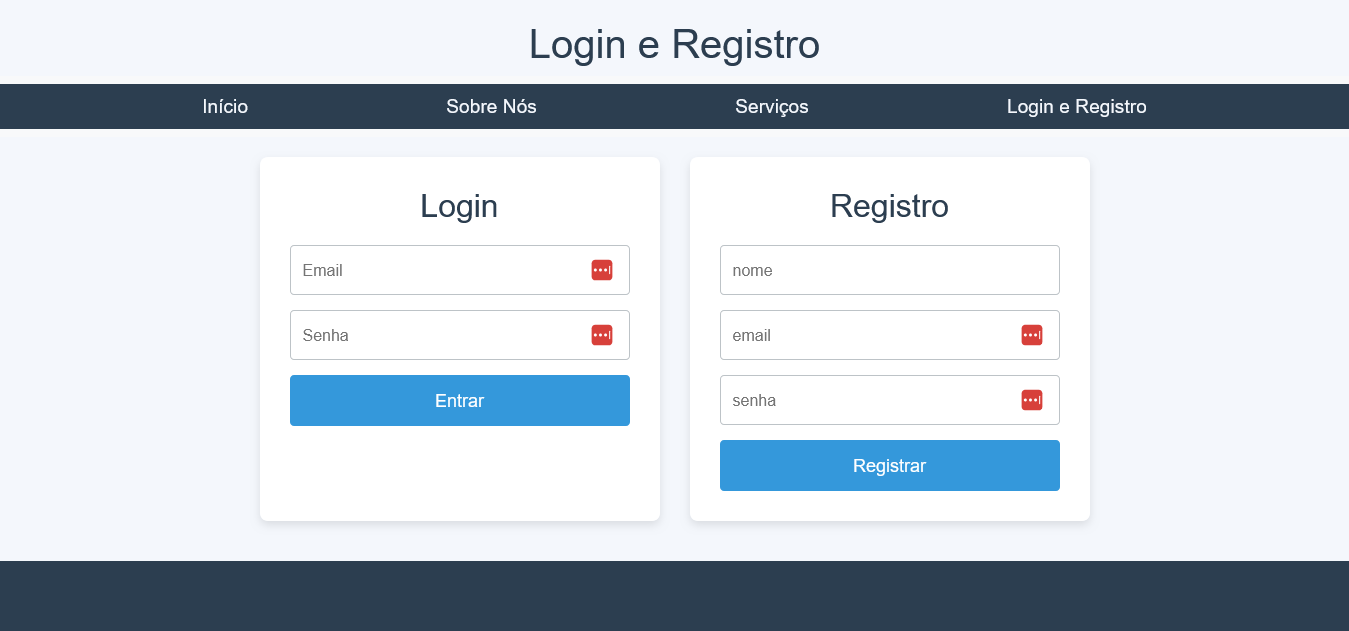 Login e Registro
Início Sobre Nós Serviços Login e Registro
Login
Email
Senha
Entrar
Registro
nome
email
senha
Registrar